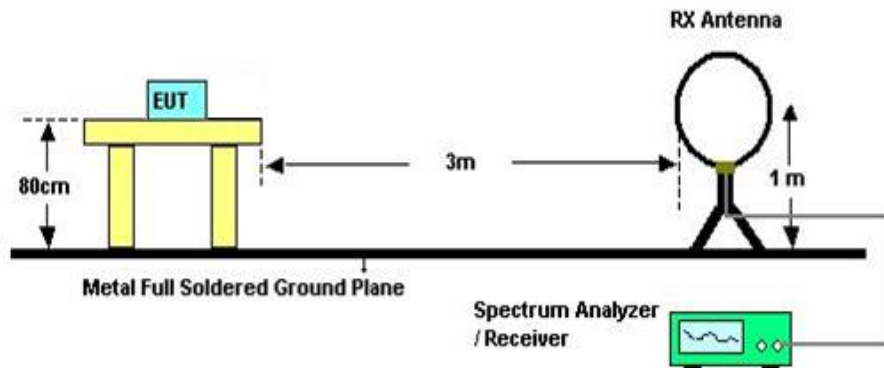 RX Antenna
EUT
80cm
3m
1 m
Metal Full Soldered Ground Plane
Spectrum Analyzer
/ Receiver